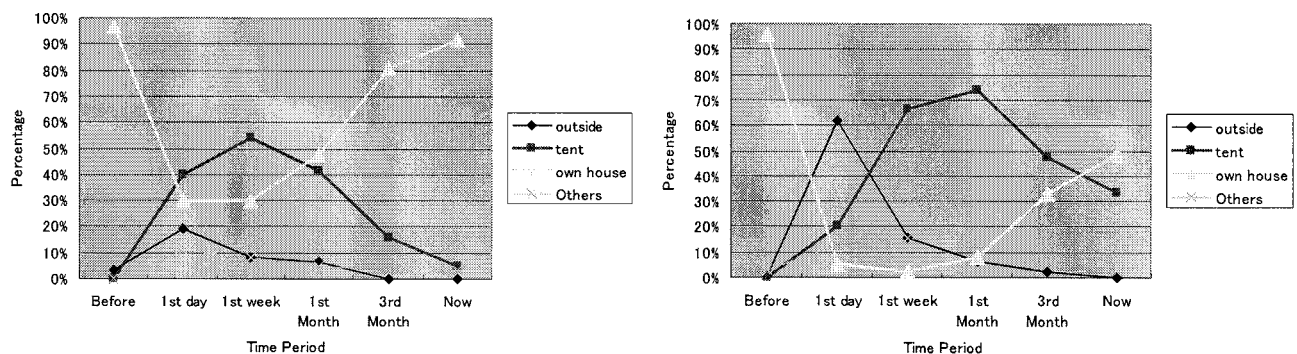 100%
90%
80%
70%
60%
50%
40%
30%
20%
10%
0%
Percentage
Before
1st day
1st week
1st
Month
3rd
Month
Now
Time Period
outside
tent
own house
Others
100%
90%
80%
70%
60%
50%
40%
30%
20%
10%
0%
Percentage
Before
1st day
1st week
1st
Month
3rd
Month
Now
Time Period
outside
tent
own house
Others